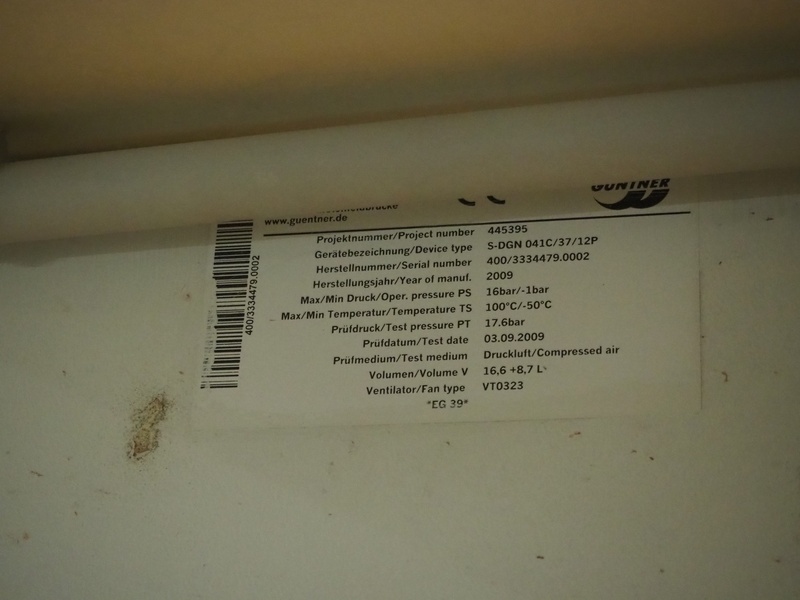 GÜNTNER
www.guentner.de
Projektnummer/Project number 445395
Gerätebezeichnung/Device type S-DGN 041C/37/12P
Herstellnummer/Serial number 400/3334479.0002
Herstellungsjahr/Year of manuf. 2009
Max/Min Druck/Oper. pressure PS 16bar/-1bar
Max/Min Temperatur/Temperature TS 100°C/-50°C
Prüfdruck/Test pressure PT 17.6bar
Prüfdatum/Test date 03.09.2009
Prüfmedium/Test medium Druckluft/Compressed air
Volumen/Volume V 16,6 +8,7 L
Ventilator/Fan type VT0323
*EG 39*
400/3334479.0002